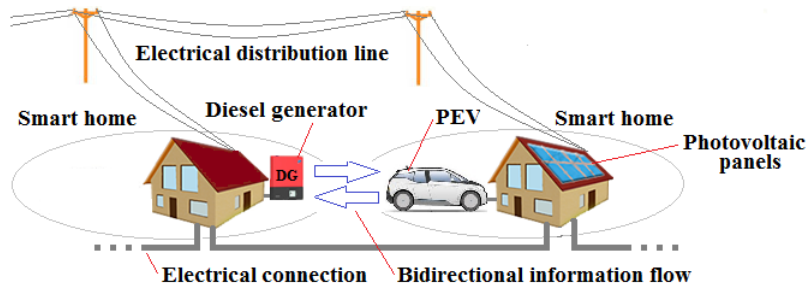 Electrical distribution line
Smart home
Diesel generator
PEV
Smart home
Photovoltaic
panels
DG
Electrical connection
Bidirectional information flow